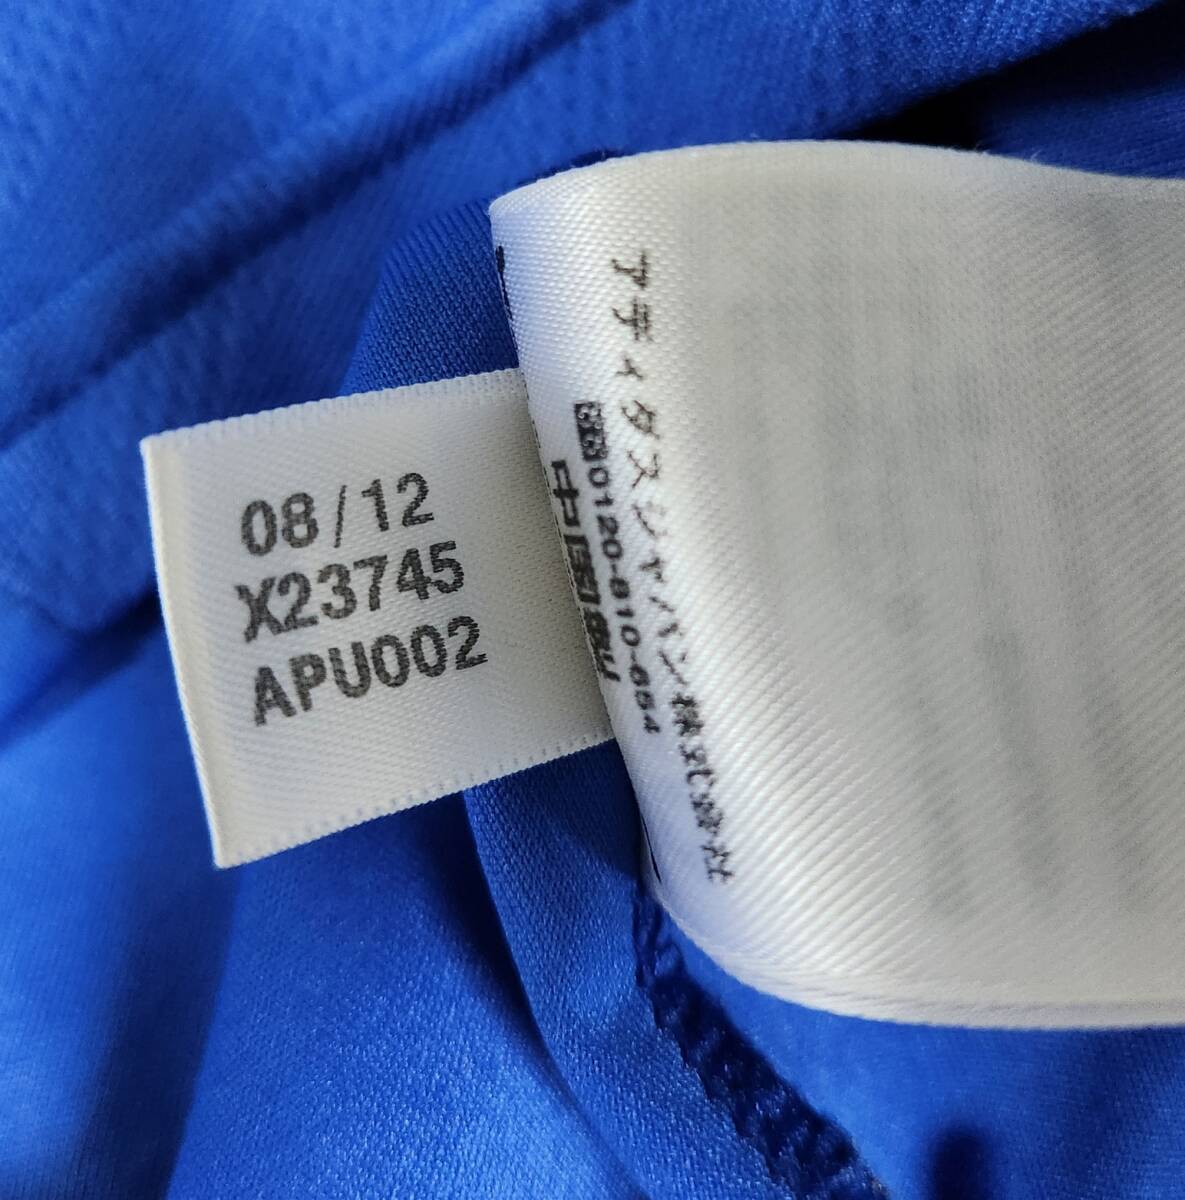 08/12
X23745
APU002
アディダスジャパン株式会社
0120-810-654
中国製